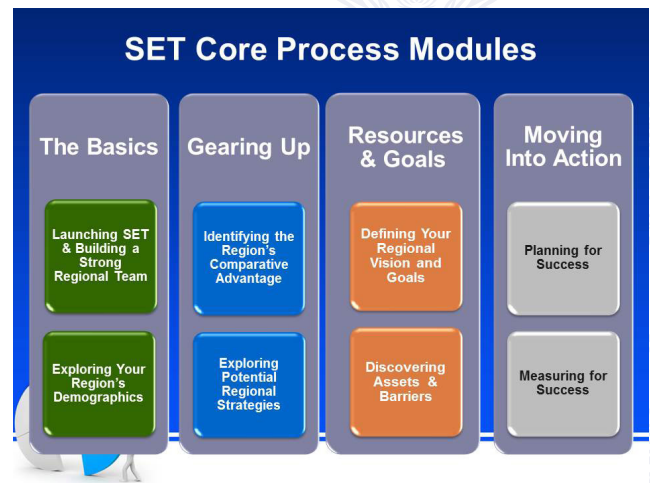 SET Core Process Modules
The Basics
Launching SET
& Building a
Strong
Regional Team
Exploring Your
Region's
Demographics
Gearing Up
Identifying the
Region's
Comparative
Advantage
Exploring
Potential
Regional
Strategies
Resources
& Goals
Defining Your
Regional
Vision and
Goals
Discovering
Assets &
Barriers
Moving
Into Action
Planning for
Success
Measuring for
Success